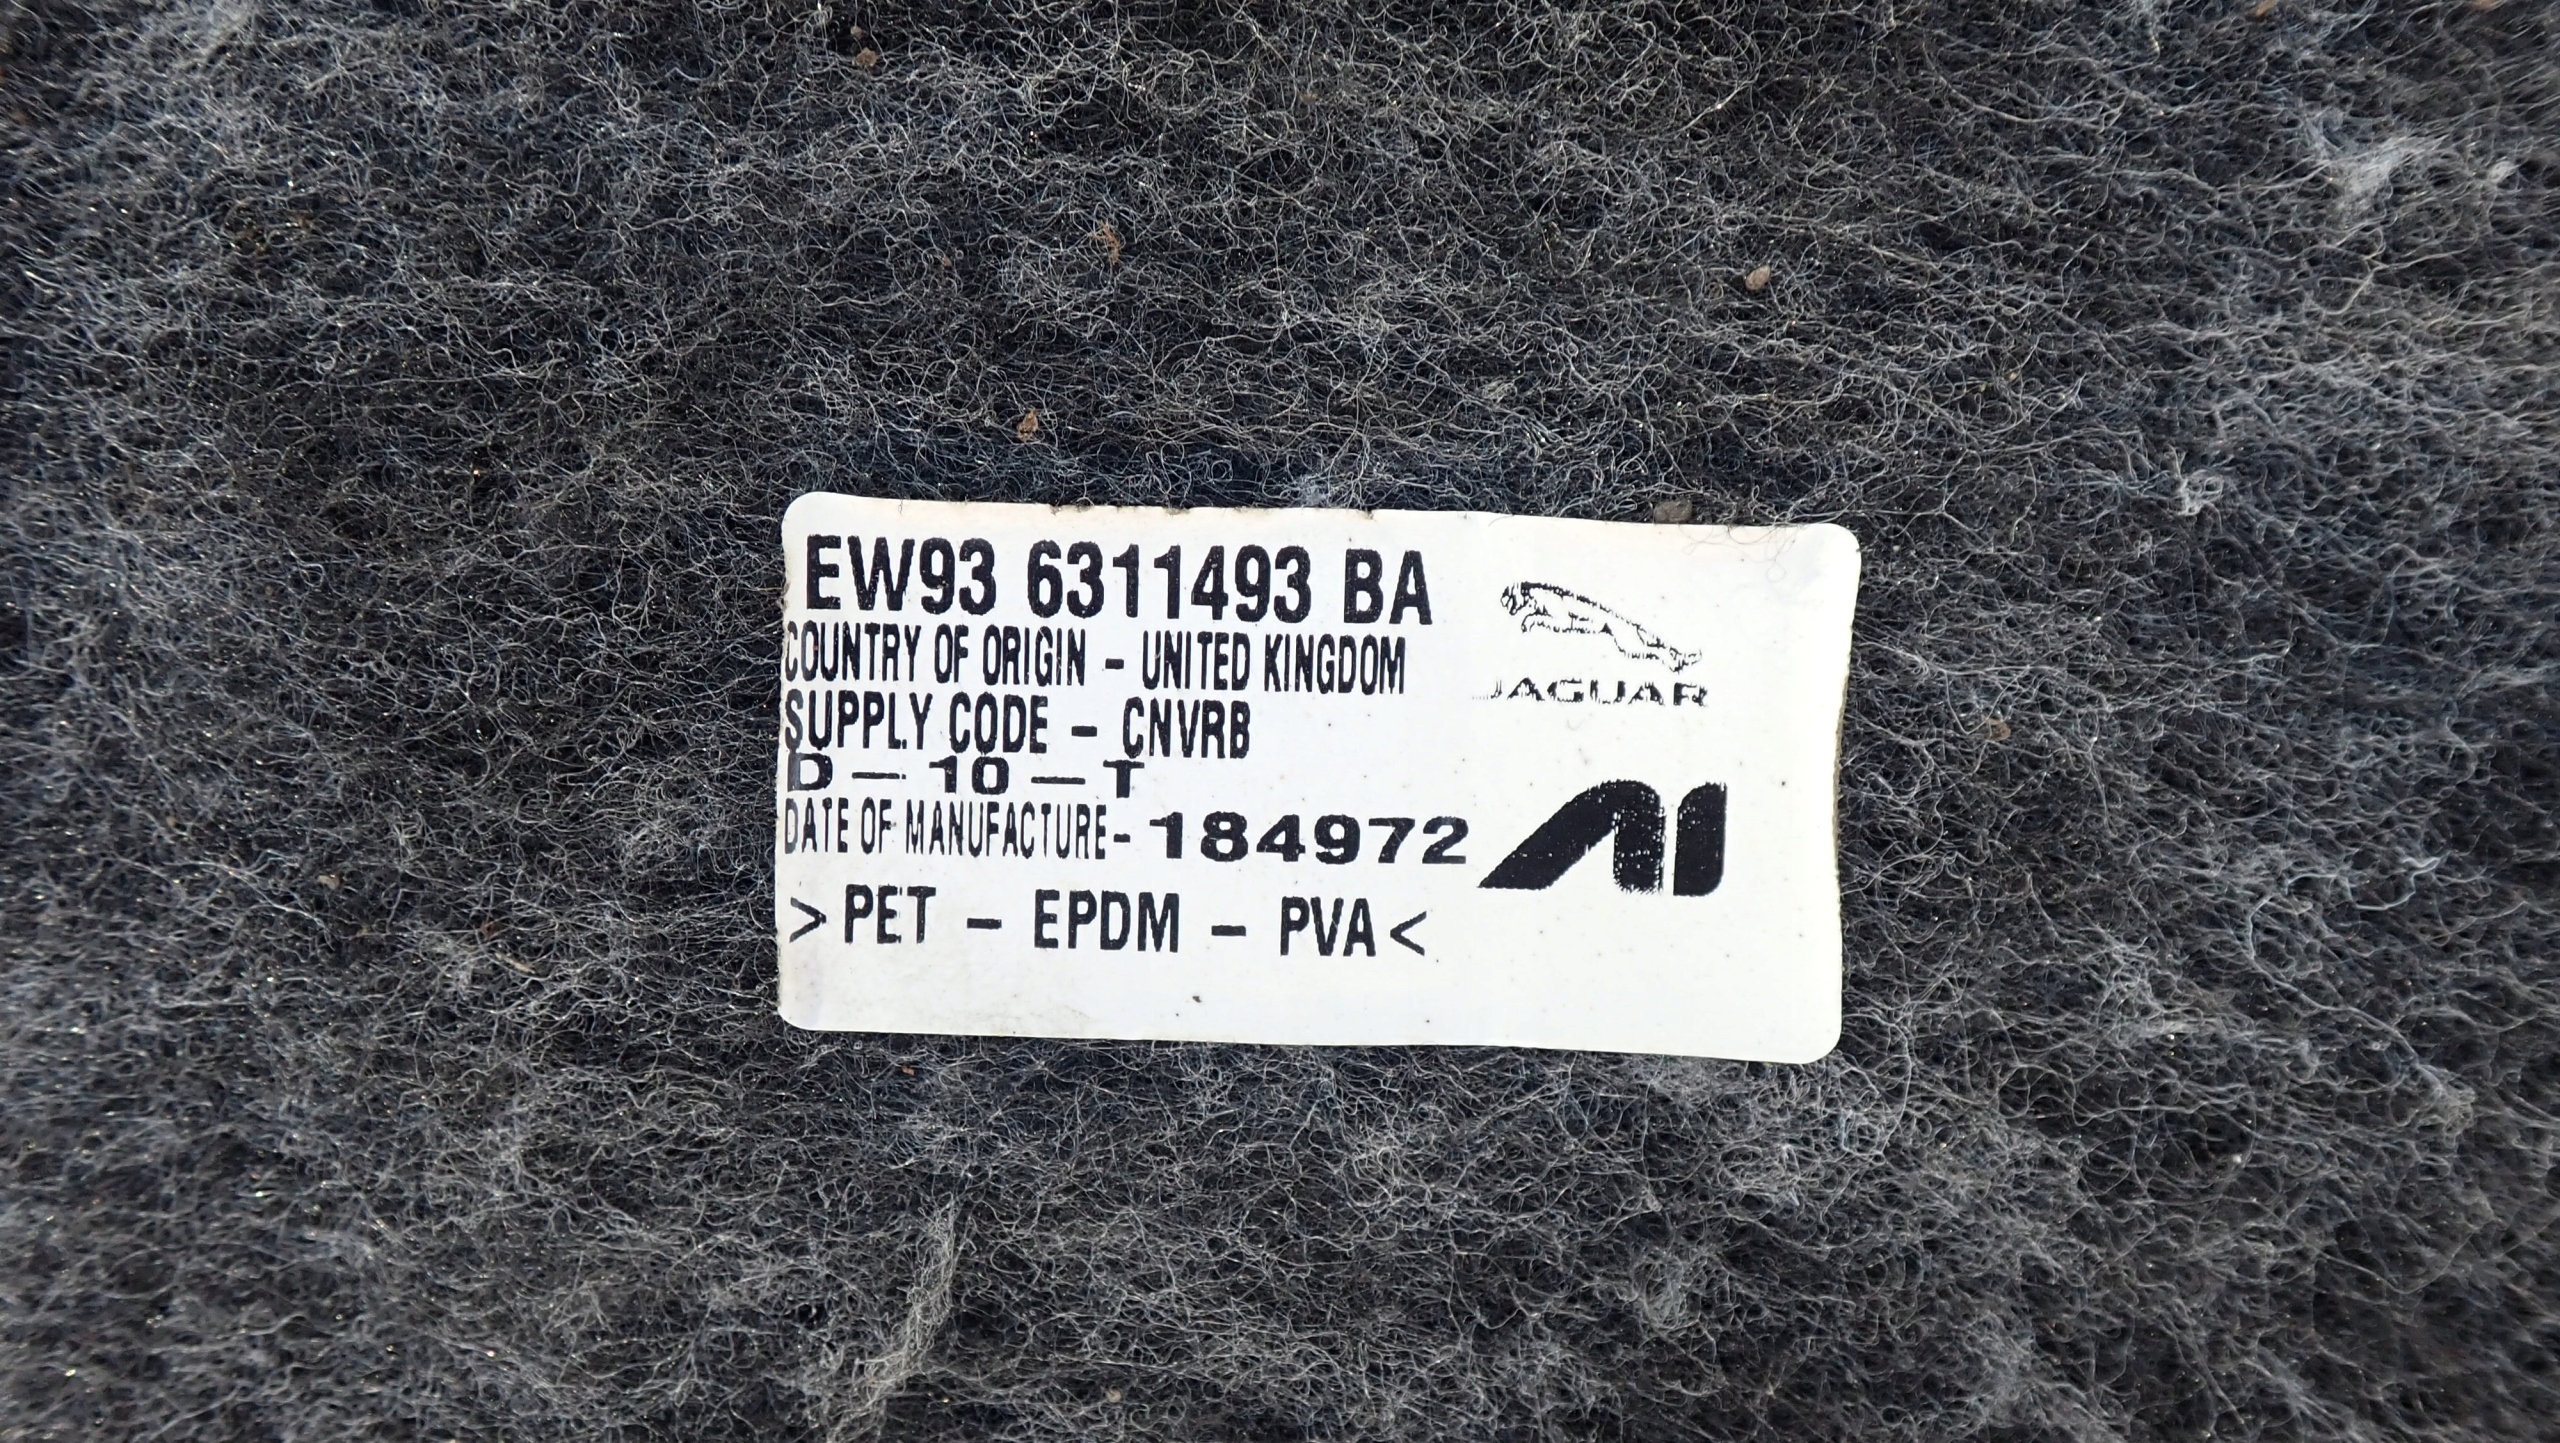 EW93 6311493 BA
COUNTRY OF ORIGIN - UNITED KINGDOM
JAGUAR
SUPPLY CODE - CNVRB
D - 10 - T
DATE OF MANUFACTURE - 184972
AI
>PET - EPDM - PVA<